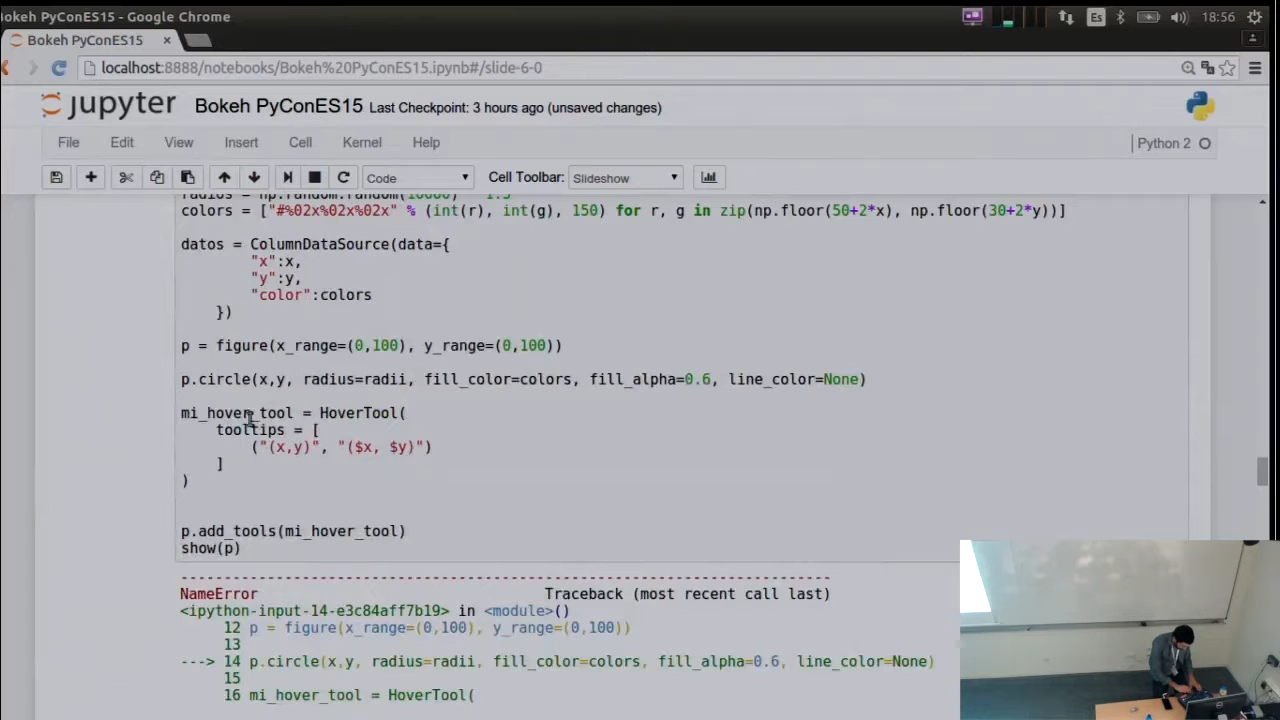 Bokeh PyConES15 - Google Chrome
Es
18:56
Bokeh PyConES15 ×
localhost:8888/notebooks/Bokeh%20PyConES15.ipynb#/slide-6-0
jupyter Bokeh PyConES15 Last Checkpoint: 3 hours ago (unsaved changes)
File Edit View Insert Cell Kernel Help
Python 2
Code
Cell Toolbar: Slideshow
radios = np.random.random(10000) * 1.5
colors = ["#%02x%02x%02x" % (int(r), int(g), 150) for r, g in zip(np.floor(50+2*x), np.floor(30+2*y))]
datos = ColumnDataSource(data={
"x":x,
"y":y,
"color":colors
})
p = figure(x_range=(0,100), y_range=(0,100))
p.circle(x,y, radius=radii, fill_color=colors, fill_alpha=0.6, line_color=None)
mi_hover_tool = HoverTool(
tooltips = [
("(x,y)", "($x, $y)")
]
)
p.add_tools(mi_hover_tool)
show(p)
---------------------------------------------------------------------------
NameError Traceback (most recent call last)
<ipython-input-14-e3c84aff7b19> in <module>()
12 p = figure(x_range=(0,100), y_range=(0,100))
13
---> 14 p.circle(x,y, radius=radii, fill_color=colors, fill_alpha=0.6, line_color=None)
15
16 mi_hover_tool = HoverTool(